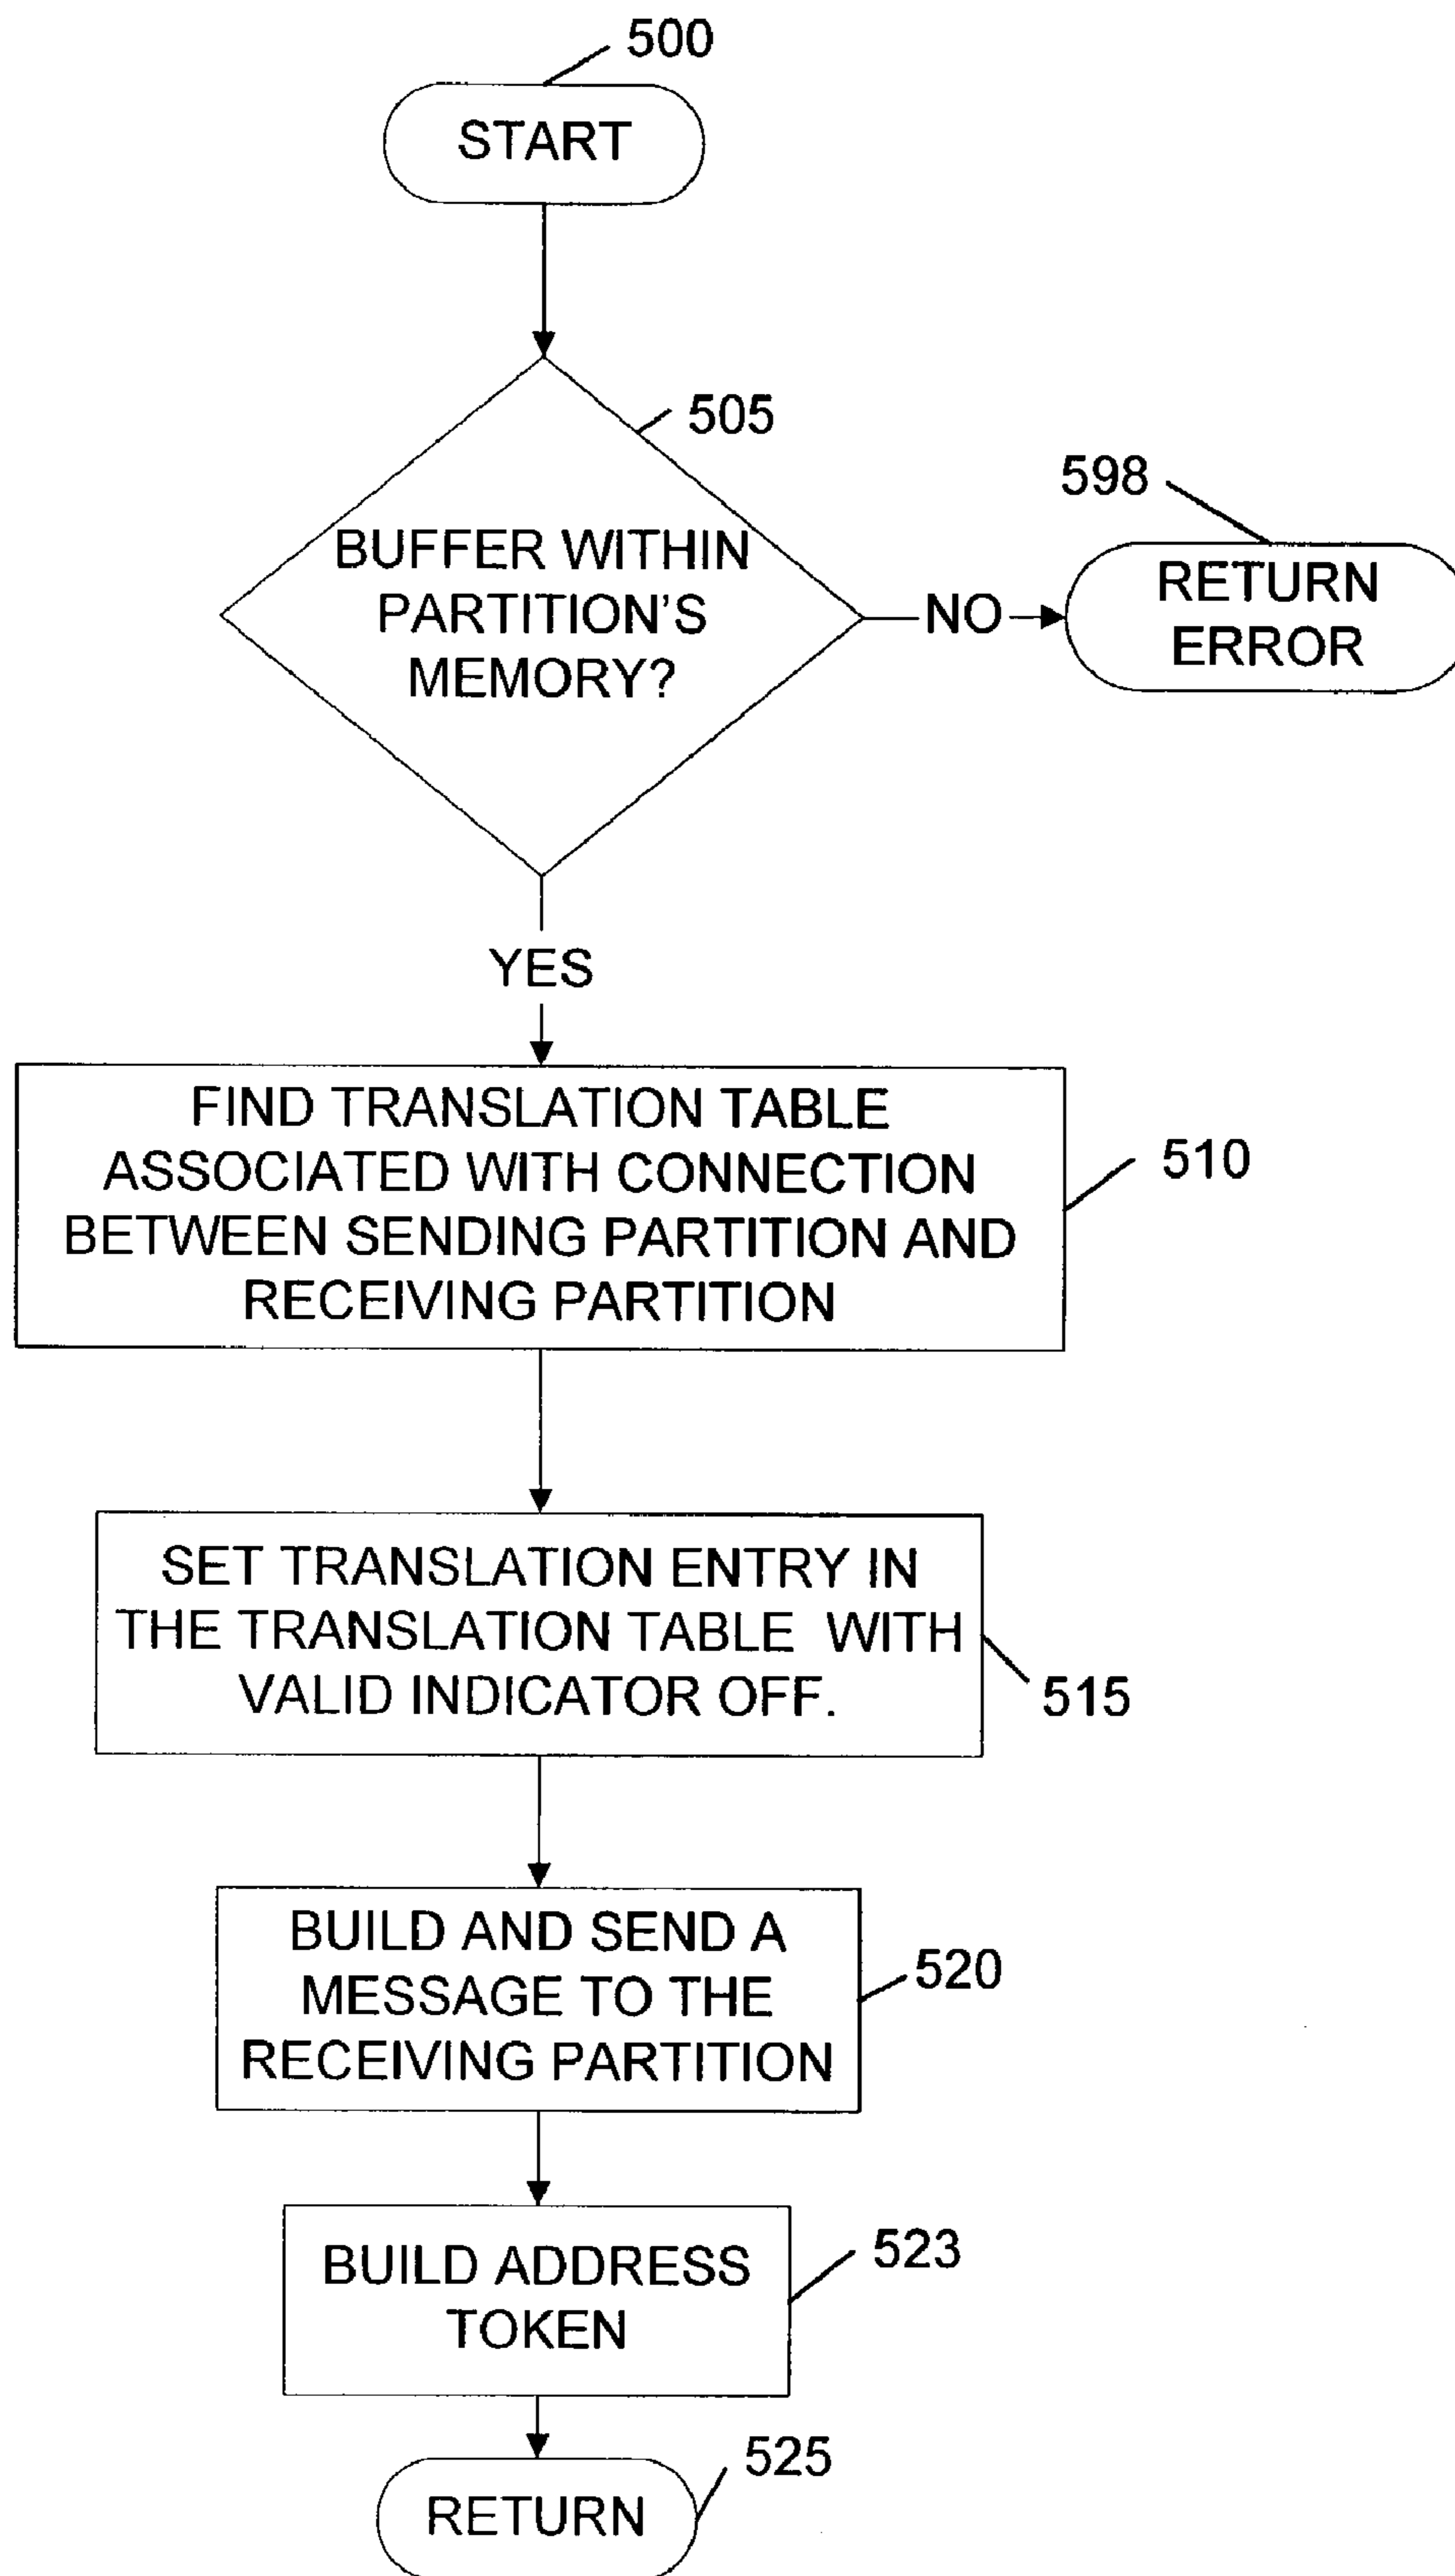 500
START
505
BUFFER WITHIN
PARTITION'S
MEMORY?
NO
598
RETURN
ERROR
YES
FIND TRANSLATION TABLE
ASSOCIATED WITH CONNECTION
BETWEEN SENDING PARTITION AND
RECEIVING PARTITION
510
SET TRANSLATION ENTRY IN
THE TRANSLATION TABLE WITH
VALID INDICATOR OFF.
515
BUILD AND SEND A
MESSAGE TO THE
RECEIVING PARTITION
520
BUILD ADDRESS
TOKEN
523
RETURN
525